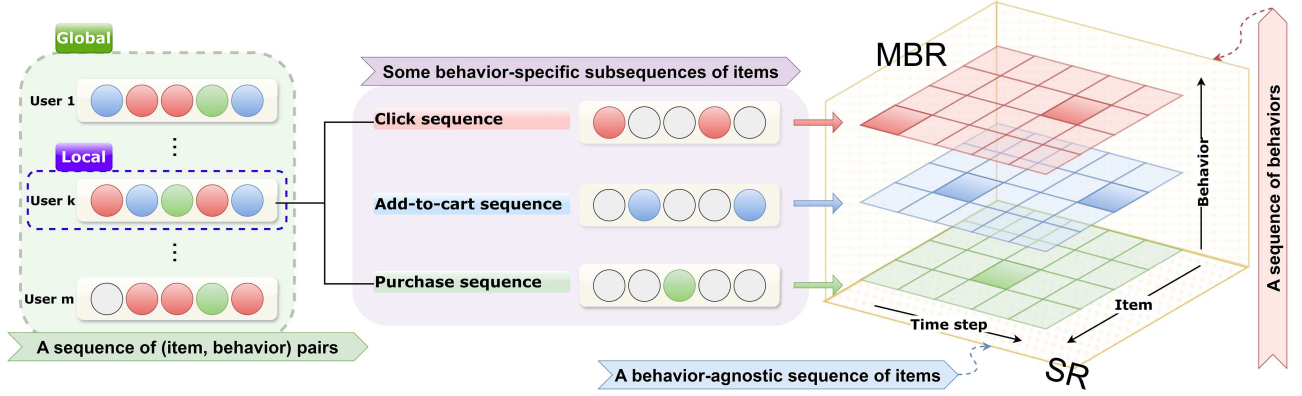 Global
User 1
⋮
Local
User k
⋮
User m
A sequence of (item, behavior) pairs
Some behavior-specific subsequences of items
Click sequence
Add-to-cart sequence
Purchase sequence
MBR
Behavior
Item
Time step
SR
A behavior-agnostic sequence of items
A sequence of behaviors